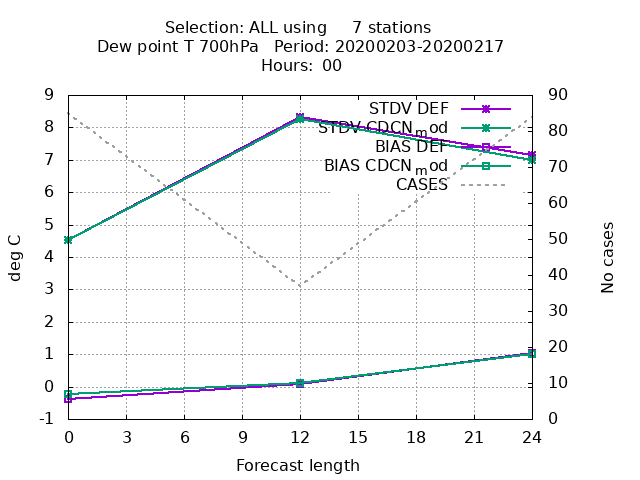 Selection: ALL using 7 stations
Dew point T 700hPa Period: 20200203-20200217
Hours: 00
STDV DEF
STDV CDCNmod
BIAS DEF
BIAS CDCNmod
CASES
deg C
No cases
9
8
7
6
5
4
3
2
1
0
-1
90
80
70
60
50
40
30
20
10
0
0 3 6 9 12 15 18 21 24
Forecast length